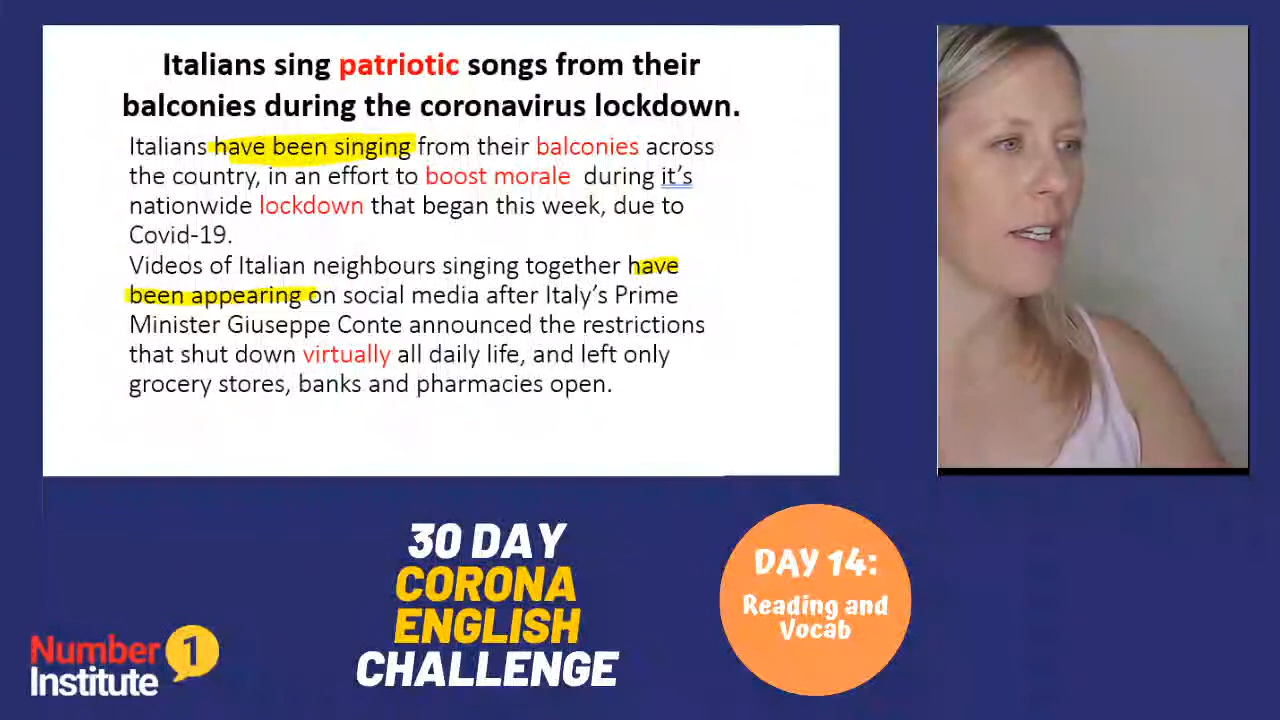 Italians sing patriotic songs from their
balconies during the coronavirus lockdown.
Italians have been singing from their balconies across
the country, in an effort to boost morale during it's
nationwide lockdown that began this week, due to
Covid-19.
Videos of Italian neighbours singing together have
been appearing on social media after Italy's Prime
Minister Giuseppe Conte announced the restrictions
that shut down virtually all daily life, and left only
grocery stores, banks and pharmacies open.
30 DAY
CORONA
ENGLISH
CHALLENGE
DAY 14:
Reading and
Vocab
Number 1
Institute